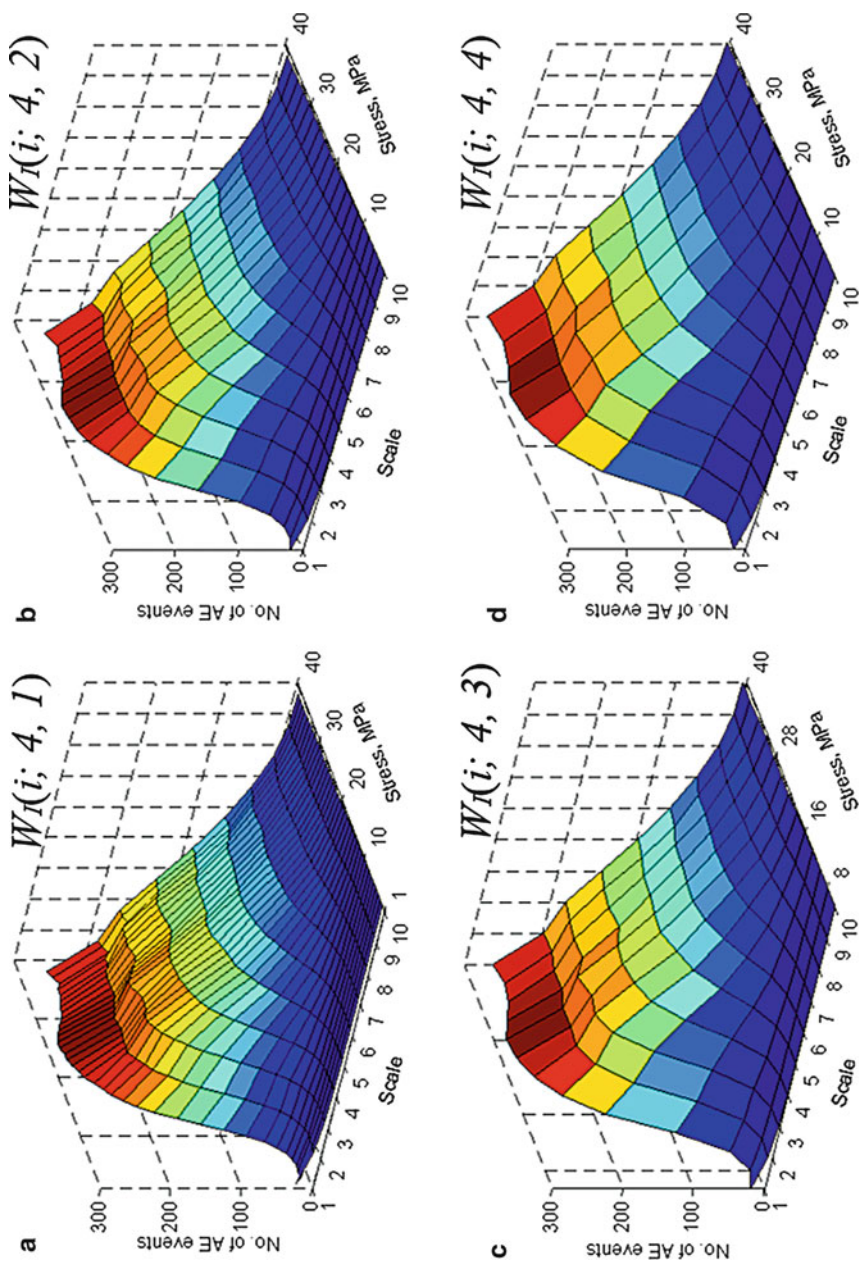 a
WI(i; 4, 1)
300
200
100
0
No. of AE events
1 2 3 4 5 6 7 8 9 10
Scale
1 10 20 30 40
Stress, MPa
b
WI(i; 4, 2)
300
200
100
0
No. of AE events
1 2 3 4 5 6 7 8 9 10
Scale
10 20 30 40
Stress, MPa
c
WI(i; 4, 3)
300
200
100
0
No. of AE events
1 2 3 4 5 6 7 8 9 10
Scale
8 16 28 40
Stress, MPa
d
WI(i; 4, 4)
300
200
100
0
No. of AE events
1 2 3 4 5 6 7 8 9 10
Scale
10 20 30 40
Stress, MPa